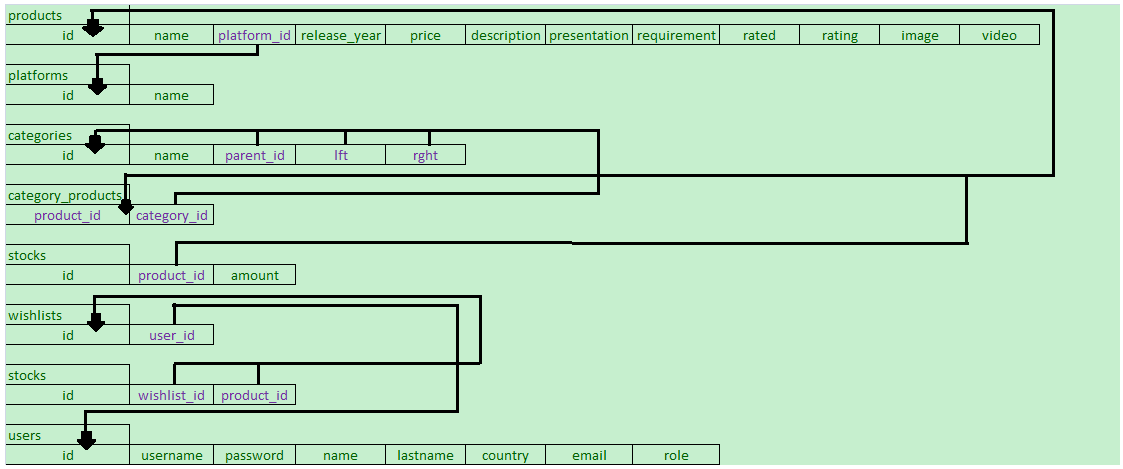 products
id name platform_id release_year price description presentation requirement rated rating image video
platforms
id name
categories
id name parent_id lft rght
category_products
product_id category_id
stocks
id product_id amount
wishlists
id user_id
stocks
id wishlist_id product_id
users
id username password name lastname country email role